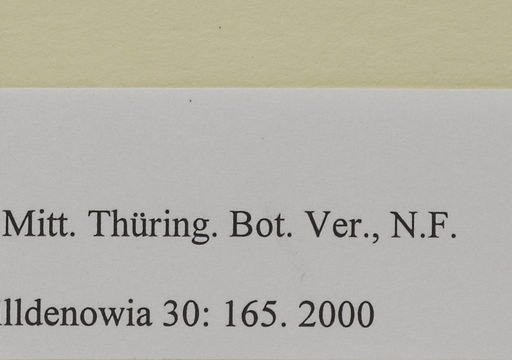 Mitt. Thüring. Bot. Ver., N.F.
lldenowia 30: 165. 2000